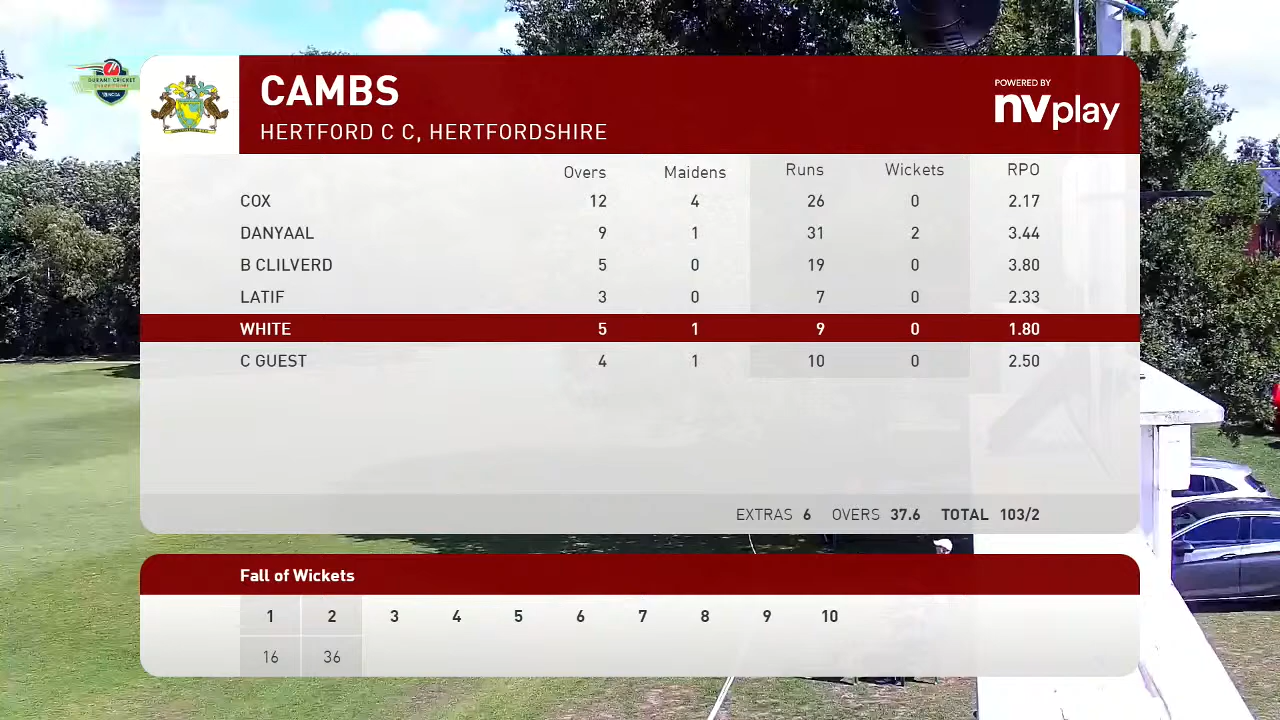 nv
CAMBS
HERTFORD C C, HERTFORDSHIRE
POWERED BY
nvplay
Overs Maidens Runs Wickets RPO
COX 12 4 26 0 2.17
DANYAAL 9 1 31 2 3.44
B CLILVERD 5 0 19 0 3.80
LATIF 3 0 7 0 2.33
WHITE 5 1 9 0 1.80
C GUEST 4 1 10 0 2.50
EXTRAS 6 OVERS 37.6 TOTAL 103/2
Fall of Wickets
1 2 3 4 5 6 7 8 9 10
16 36